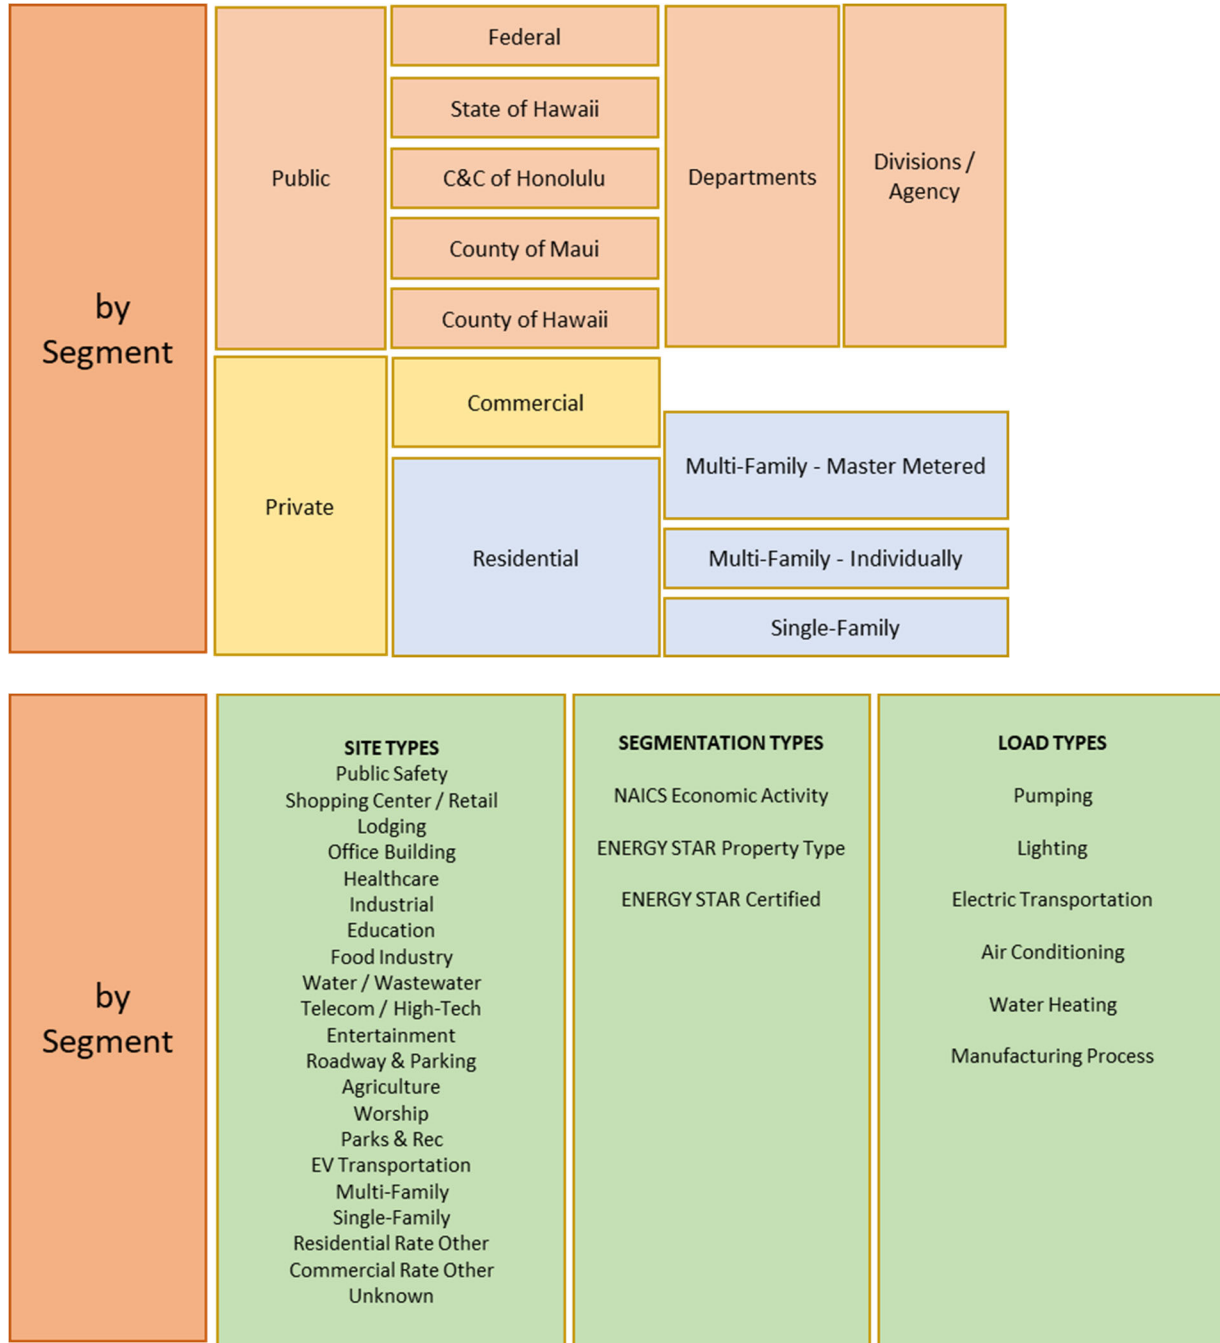 by
Segment
Public
Federal
State of Hawaii
C&C of Honolulu
County of Maui
County of Hawaii
Departments
Divisions /
Agency
Private
Commercial
Residential
Multi-Family - Master Metered
Multi-Family - Individually
Single-Family
by
Segment
SITE TYPES
Public Safety
Shopping Center / Retail
Lodging
Office Building
Healthcare
Industrial
Education
Food Industry
Water / Wastewater
Telecom / High-Tech
Entertainment
Roadway & Parking
Agriculture
Worship
Parks & Rec
EV Transportation
Multi-Family
Single-Family
Residential Rate Other
Commercial Rate Other
Unknown
SEGMENTATION TYPES
NAICS Economic Activity
ENERGY STAR Property Type
ENERGY STAR Certified
LOAD TYPES
Pumping
Lighting
Electric Transportation
Air Conditioning
Water Heating
Manufacturing Process